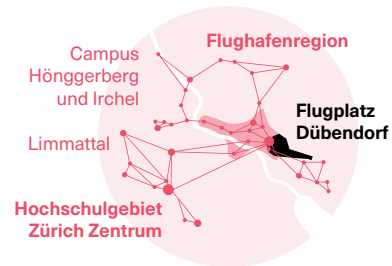 Campus
Hönggerberg
und Irchel
Flughafenregion
Flugplatz
Dübendorf
Limmattal
Hochschulgebiet
Zürich Zentrum